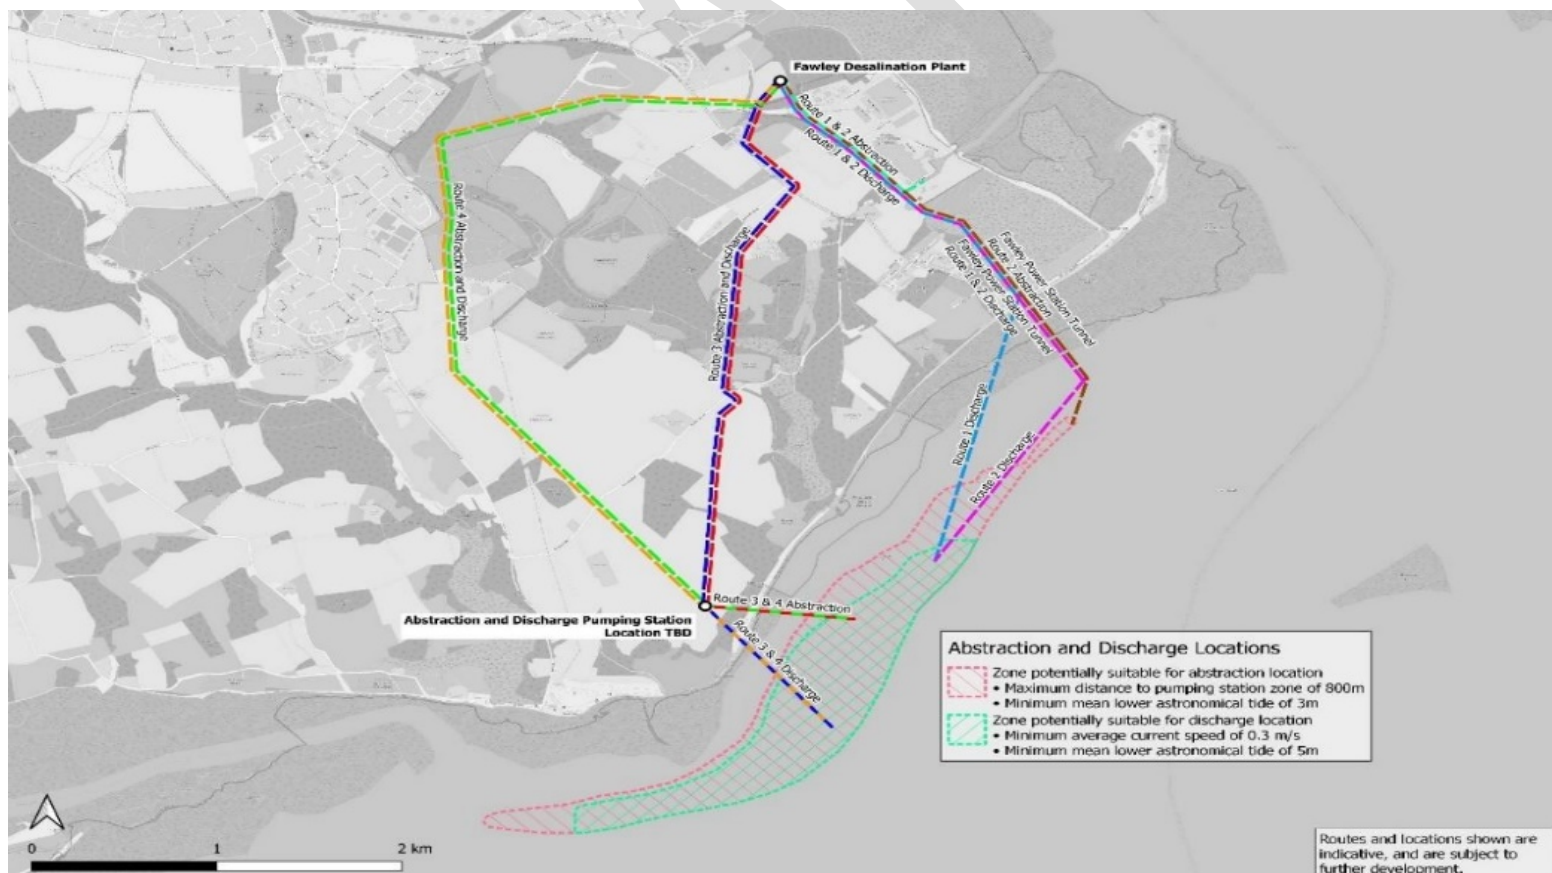 Fawley Desalination Plant
Route 1 & 2 Abstraction
Route 1 & 2 Discharge
Route 4 Abstraction and Discharge
Route 3 Abstraction and Discharge
Fawley Power Station Tunnel
Route 2 Abstraction
Fawley Power Station Tunnel
Route 1 & 2 Discharge
Route 1 Discharge
Route 2 Discharge
Route 3 & 4 Abstraction
Abstraction and Discharge Pumping Station
Location TBD
Route 3 & 4 Discharge
Abstraction and Discharge Locations
Zone potentially suitable for abstraction location
• Maximum distance to pumping station zone of 800m
• Minimum mean lower astronomical tide of 3m
Zone potentially suitable for discharge location
• Minimum average current speed of 0.3 m/s
• Minimum mean lower astronomical tide of 5m
0 1 2 km
Routes and locations shown are
indicative, and are subject to
further development.